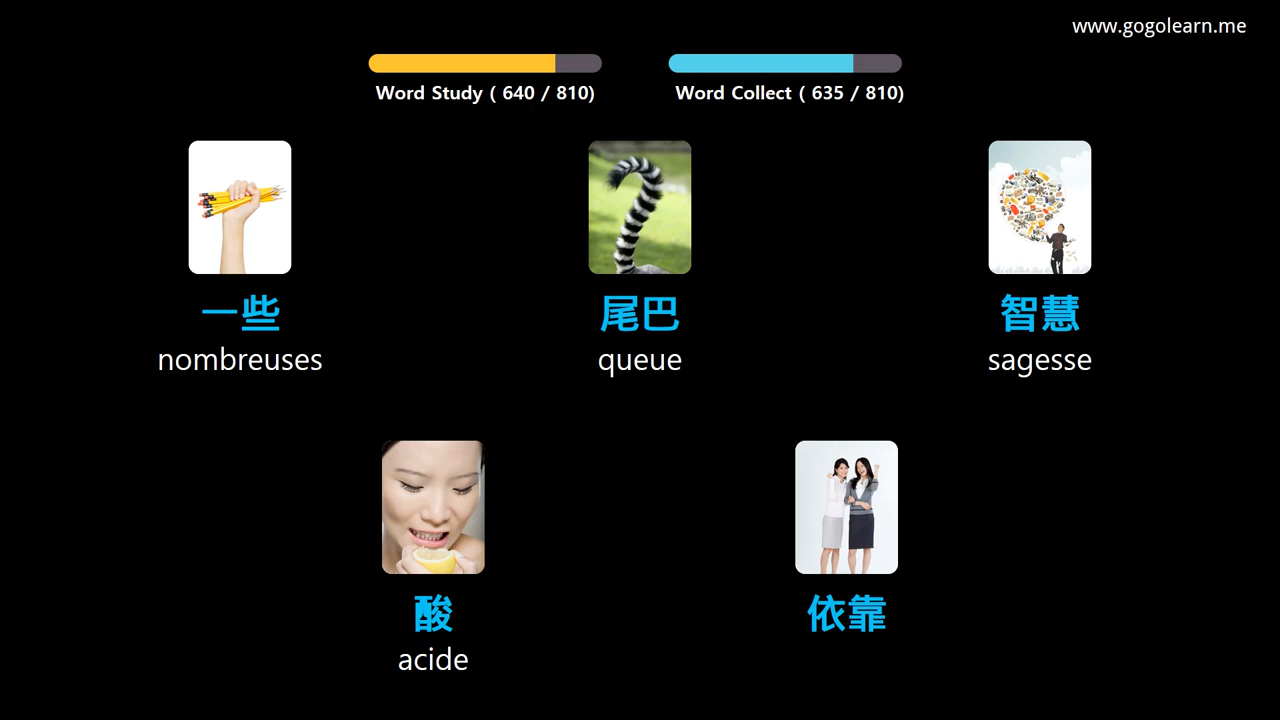 www.gogolearn.me
Word Study ( 640 / 810)
Word Collect ( 635 / 810)
一些
nombreuses
尾巴
queue
智慧
sagesse
酸
acide
依靠